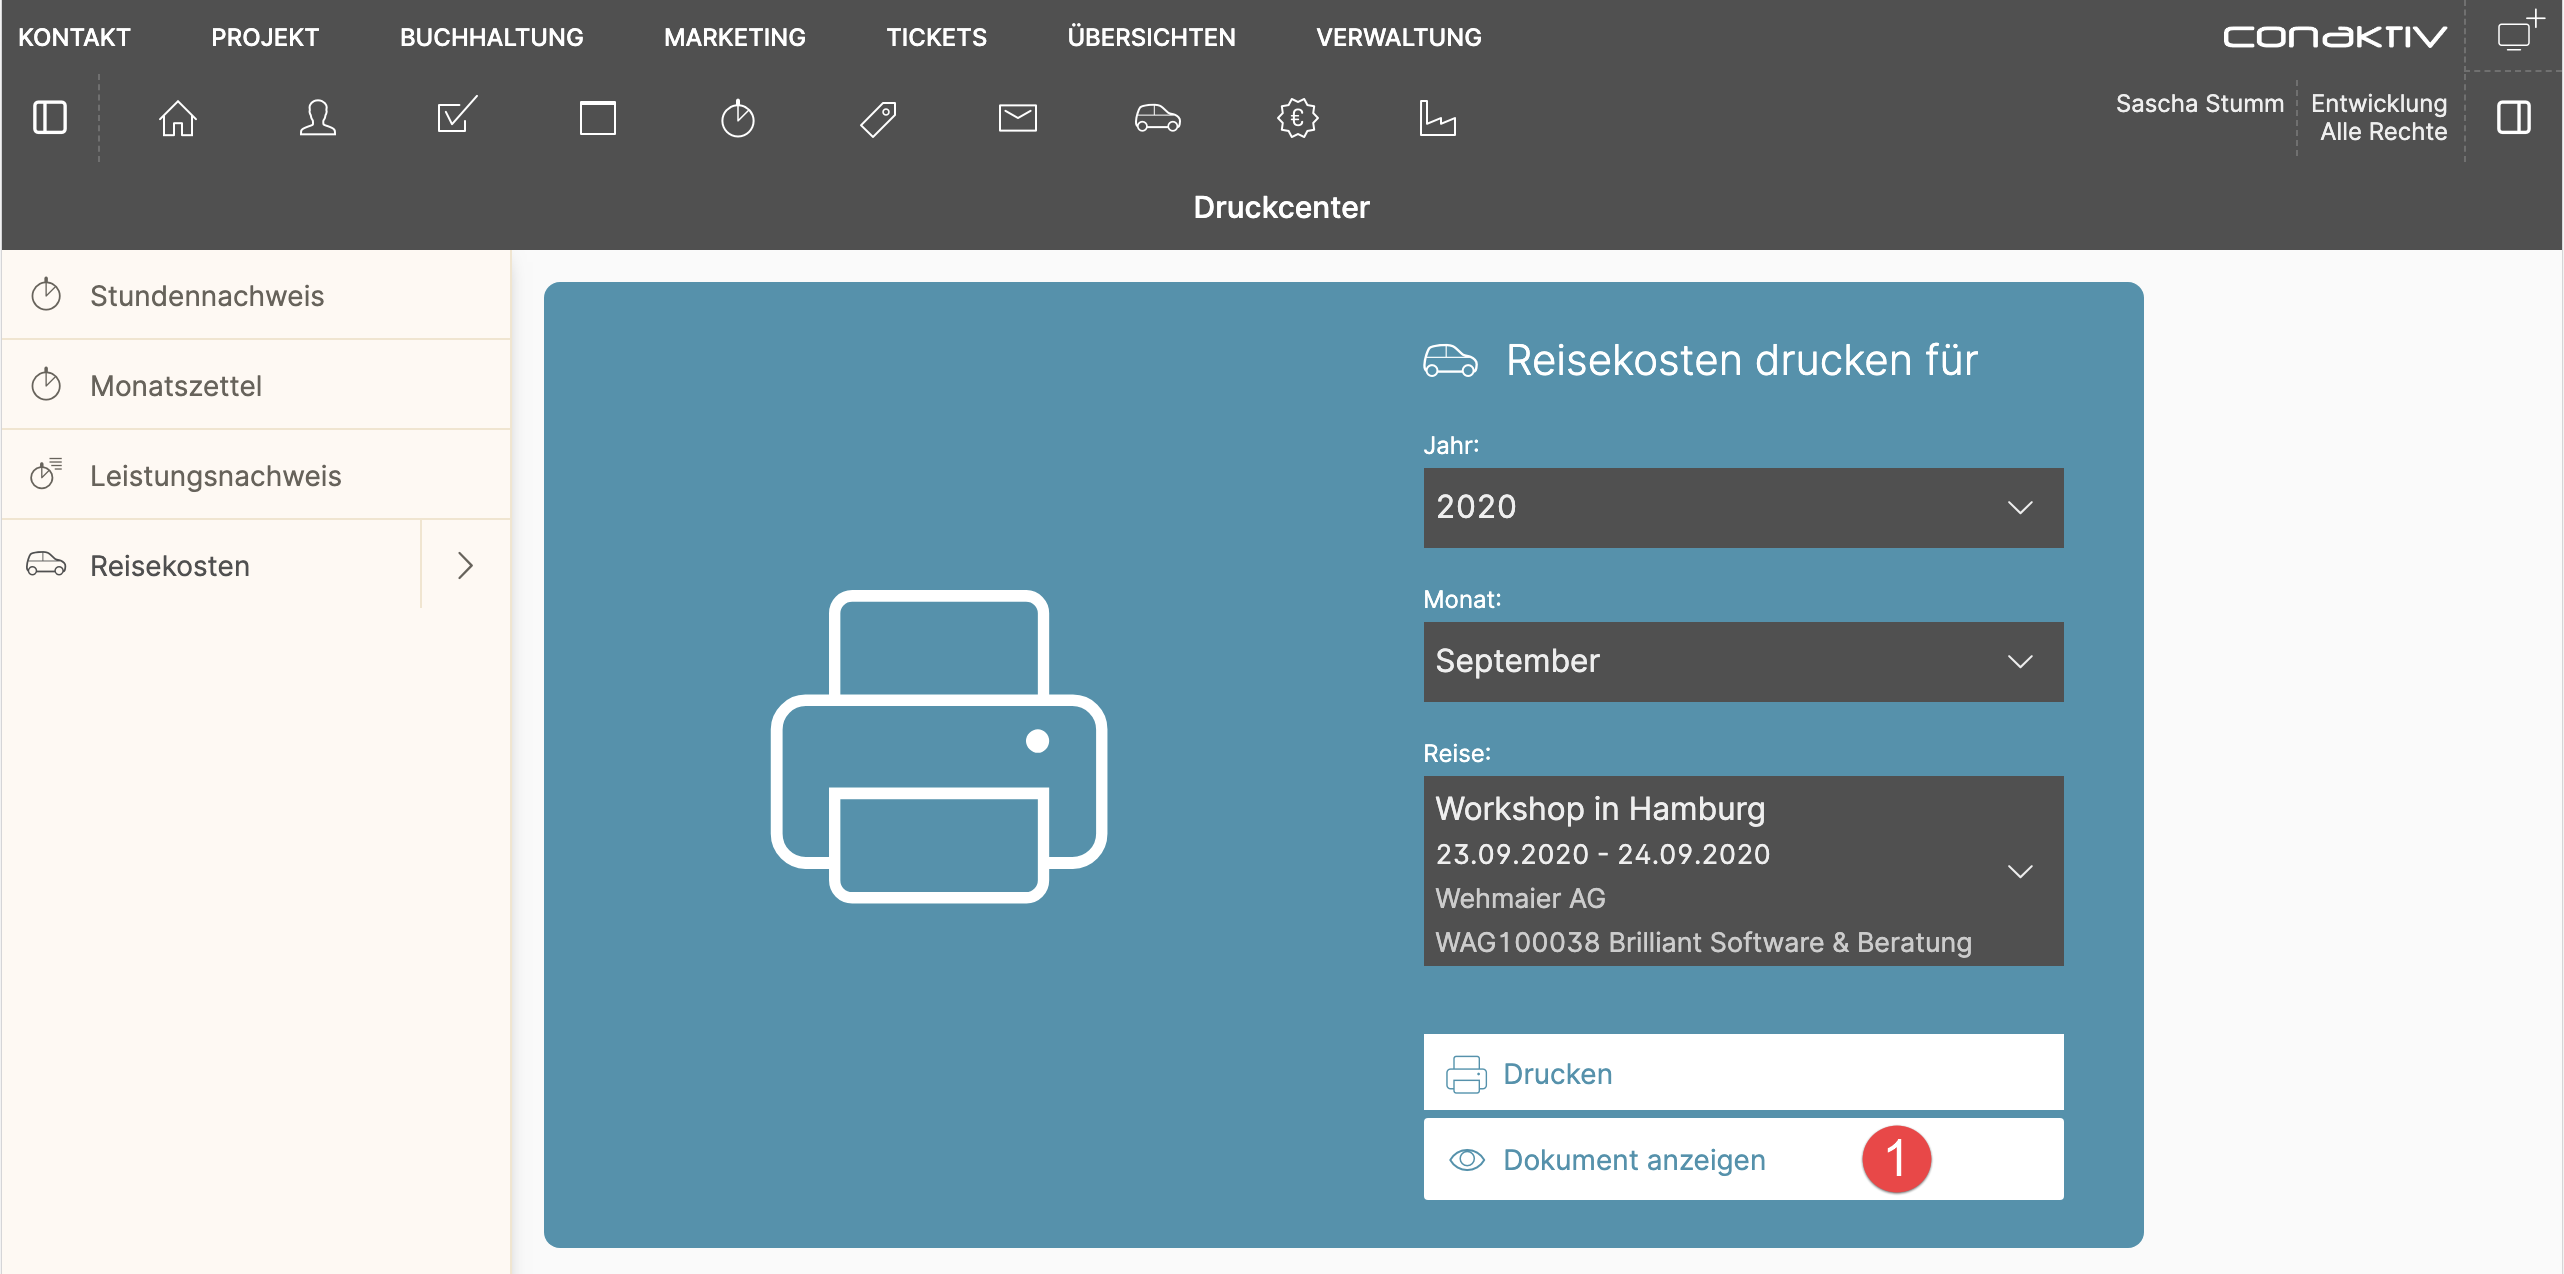 KONTAKT PROJEKT BUCHHALTUNG MARKETING TICKETS ÜBERSICHTEN VERWALTUNG conaktiv
Sascha Stumm Entwicklung
Alle Rechte
Druckcenter
Stundennachweis
Monatszettel
Leistungsnachweis
Reisekosten
Reisekosten drucken für
Jahr:
2020
Monat:
September
Reise:
Workshop in Hamburg
23.09.2020 - 24.09.2020
Wehmaier AG
WAG100038 Brilliant Software & Beratung
Drucken
Dokument anzeigen 1